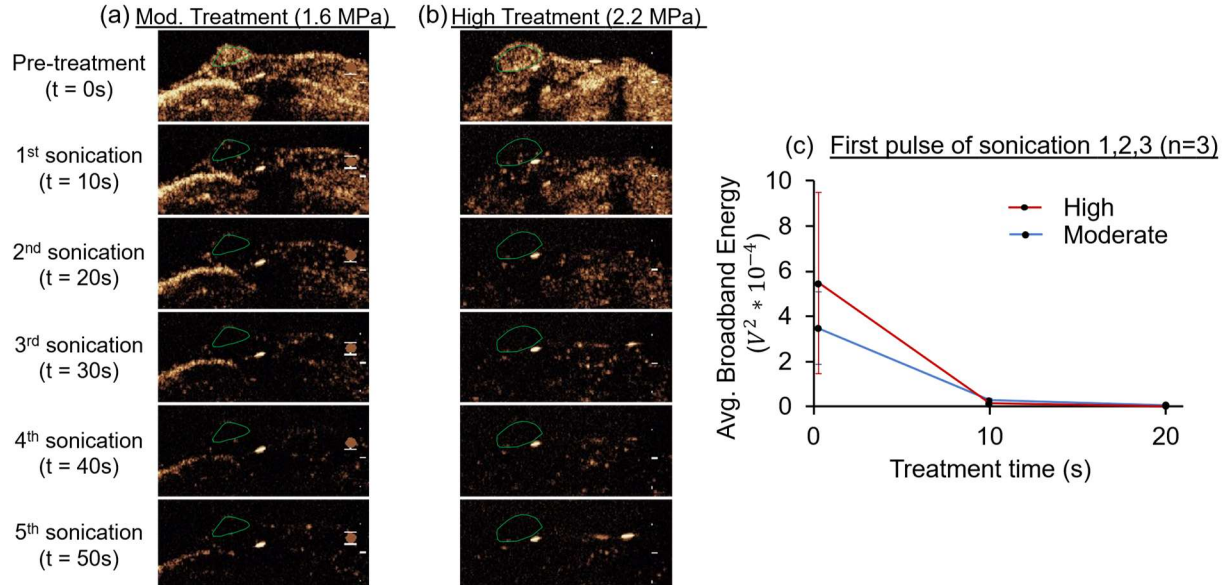 (a) Mod. Treatment (1.6 MPa)
(b) High Treatment (2.2 MPa)
Pre-treatment
(t = 0s)
1st sonication
(t = 10s)
2nd sonication
(t = 20s)
3rd sonication
(t = 30s)
4th sonication
(t = 40s)
5th sonication
(t = 50s)
(c) First pulse of sonication 1,2,3 (n=3)
Avg. Broadband Energy
(V² * 10⁻⁴)
10
8
6
4
2
0
High
Moderate
0 10 20
Treatment time (s)